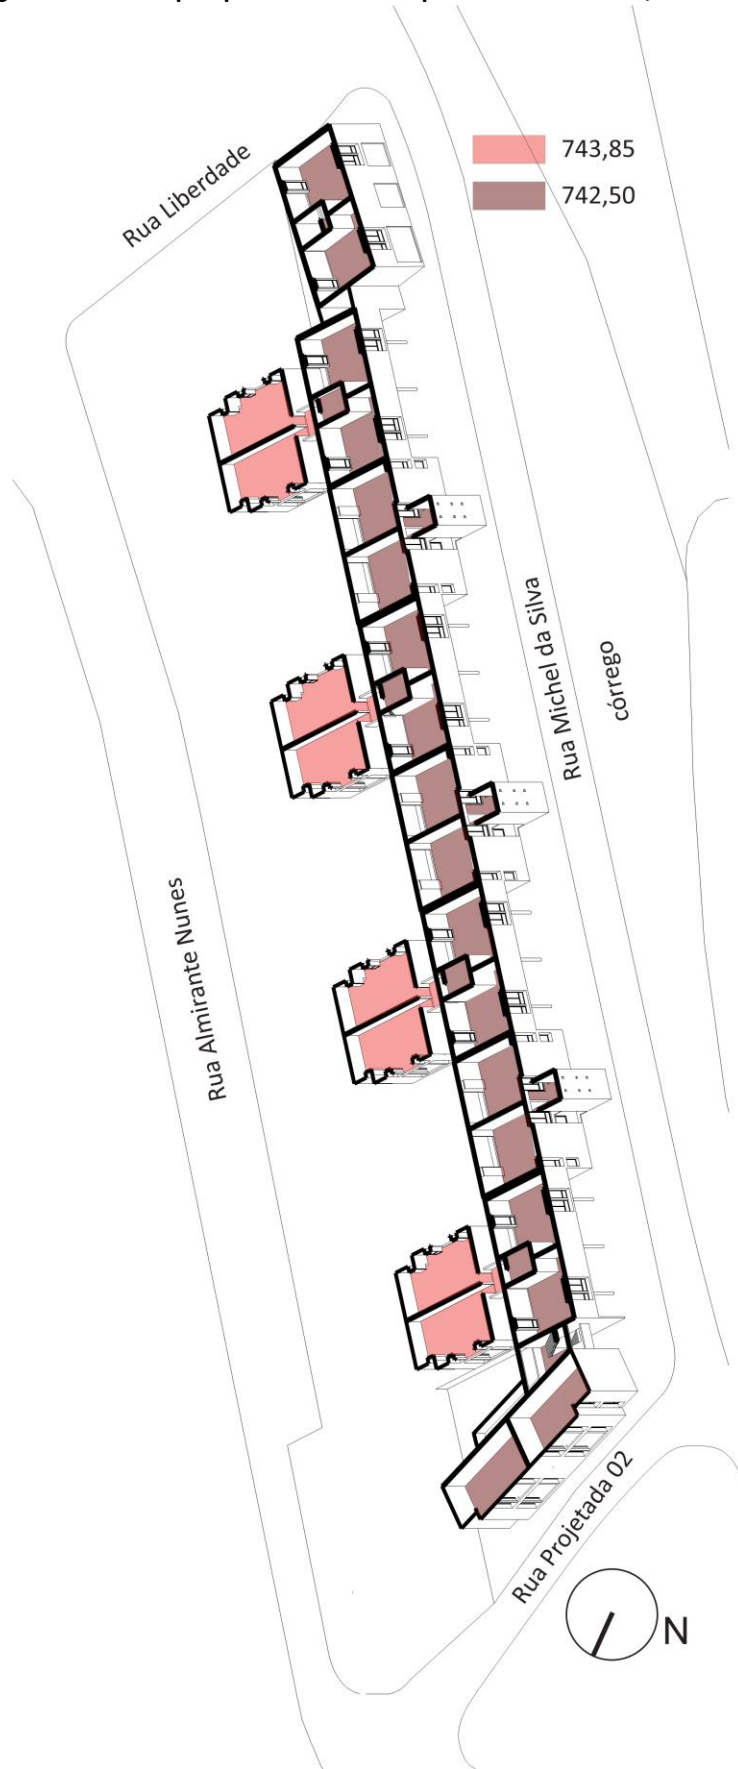 743,85
742,50
Rua Liberdade
Rua Michel da Silva
córrego
Rua Almirante Nunes
Rua Projetada 02
N